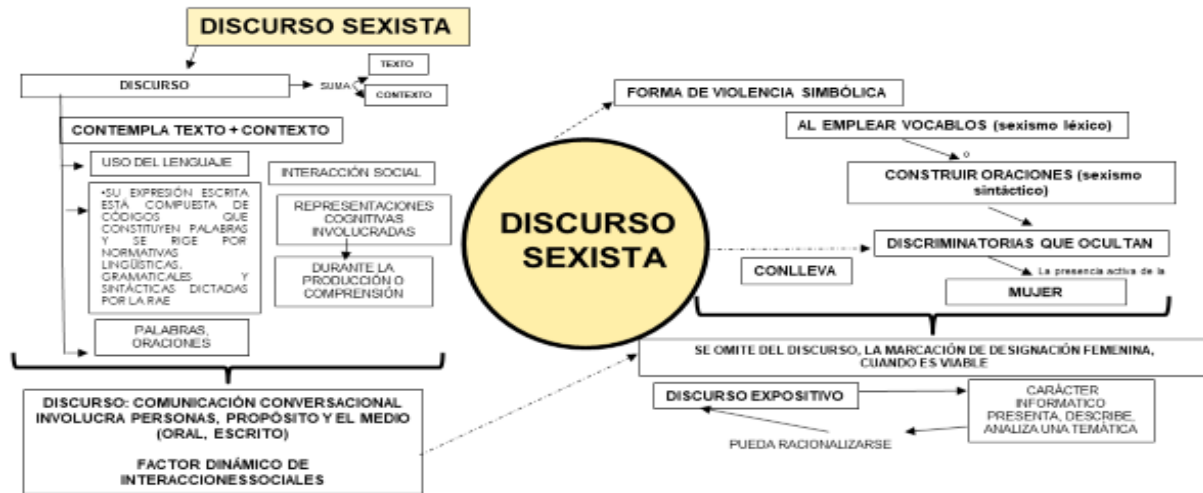 DISCURSO SEXISTA
DISCURSO
SUMA
TEXTO
CONTEXTO
CONTEMPLA TEXTO + CONTEXTO
USO DEL LENGUAJE
•SU EXPRESIÓN ESCRITA
ESTÁ COMPUESTA DE
CÓDIGOS QUE
CONSTITUYEN PALABRAS
Y SE RIGE POR
NORMATIVAS
LINGÜÍSTICAS,
GRAMATICALES Y
SINTÁCTICAS DICTADAS
POR LA RAE
PALABRAS,
ORACIONES
INTERACCIÓN SOCIAL
REPRESENTACIONES
COGNITIVAS
INVOLUCRADAS
DURANTE LA
PRODUCCIÓN O
COMPRENSIÓN
DISCURSO: COMUNICACIÓN CONVERSACIONAL
INVOLUCRA PERSONAS, PROPÓSITO Y EL MEDIO
(ORAL, ESCRITO)
FACTOR DINÁMICO DE
INTERACCIONESSOCIALES
DISCURSO
SEXISTA
FORMA DE VIOLENCIA SIMBÓLICA
AL EMPLEAR VOCABLOS (sexismo léxico)
o
CONSTRUIR ORACIONES (sexismo
sintáctico)
DISCRIMINATORIAS QUE OCULTAN
CONLLEVA
La presencia activa de la
MUJER
SE OMITE DEL DISCURSO, LA MARCACIÓN DE DESIGNACIÓN FEMENINA,
CUANDO ES VIABLE
DISCURSO EXPOSITIVO
CARÁCTER
INFORMATICO
PRESENTA, DESCRIBE,
ANALIZA UNA TEMÁTICA
PUEDA RACIONALIZARSE